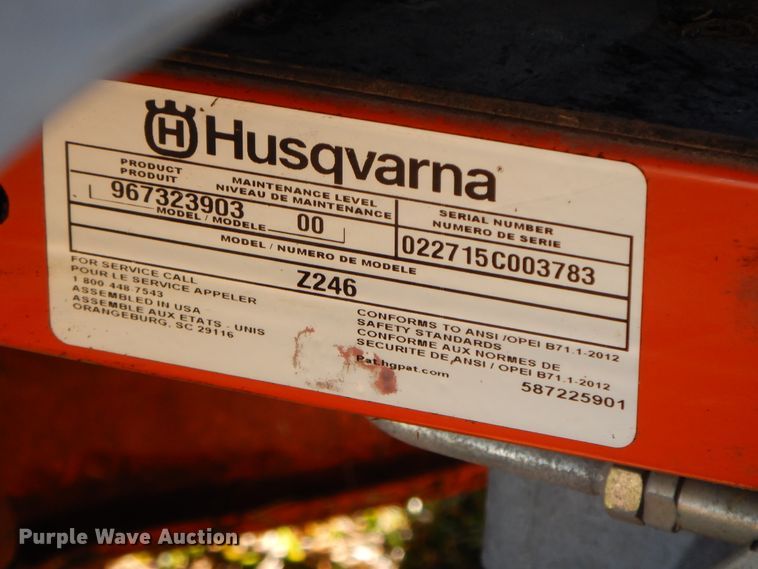 H Husqvarna
PRODUCT
PRODUIT
967323903
MODEL / MODELE
MAINTENANCE LEVEL
NIVEAU DE MAINTENANCE
00
SERIAL NUMBER
NUMERO DE SERIE
022715C003783
MODEL / NUMERO DE MODELE
Z246
FOR SERVICE CALL
POUR LE SERVICE APPELER
1 800 448 7543
ASSEMBLED IN USA
ASSEMBLE AUX ETATS - UNIS
ORANGEBURG, SC 29116
CONFORMS TO ANSI /OPEI B71.1-2012
SAFETY STANDARDS
CONFORME AUX NORMES DE
SECURITE DE ANSI / OPEI B71.1-2012
Pat.hqpat.com
587225901
Purple Wave Auction